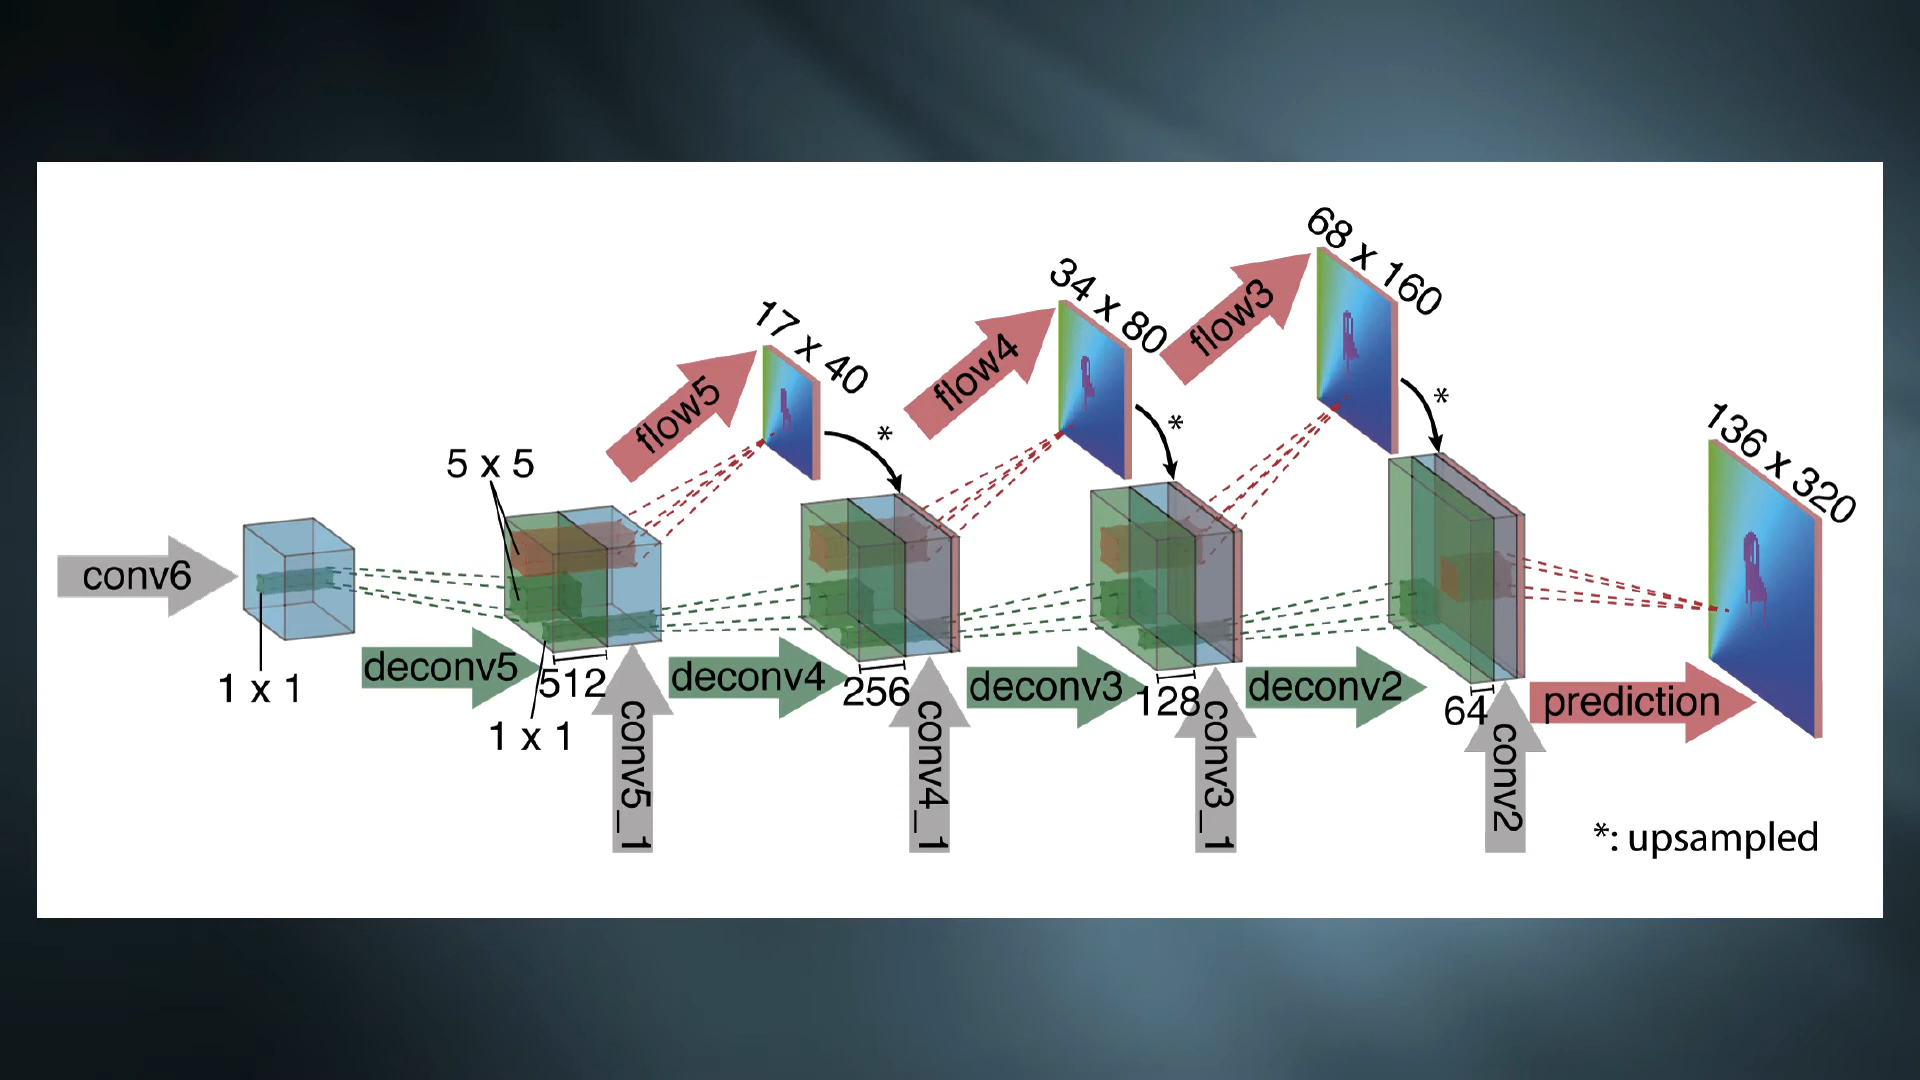 68 x 160
34 x 80
flow3
17 x 40
flow4
136 x 320
flow5
5 x 5
conv6
1 x 1
deconv5
512
deconv4
256
deconv3
128
deconv2
64
prediction
1 x 1
conv5_1
conv4_1
conv3_1
conv2
*
*
*
*: upsampled